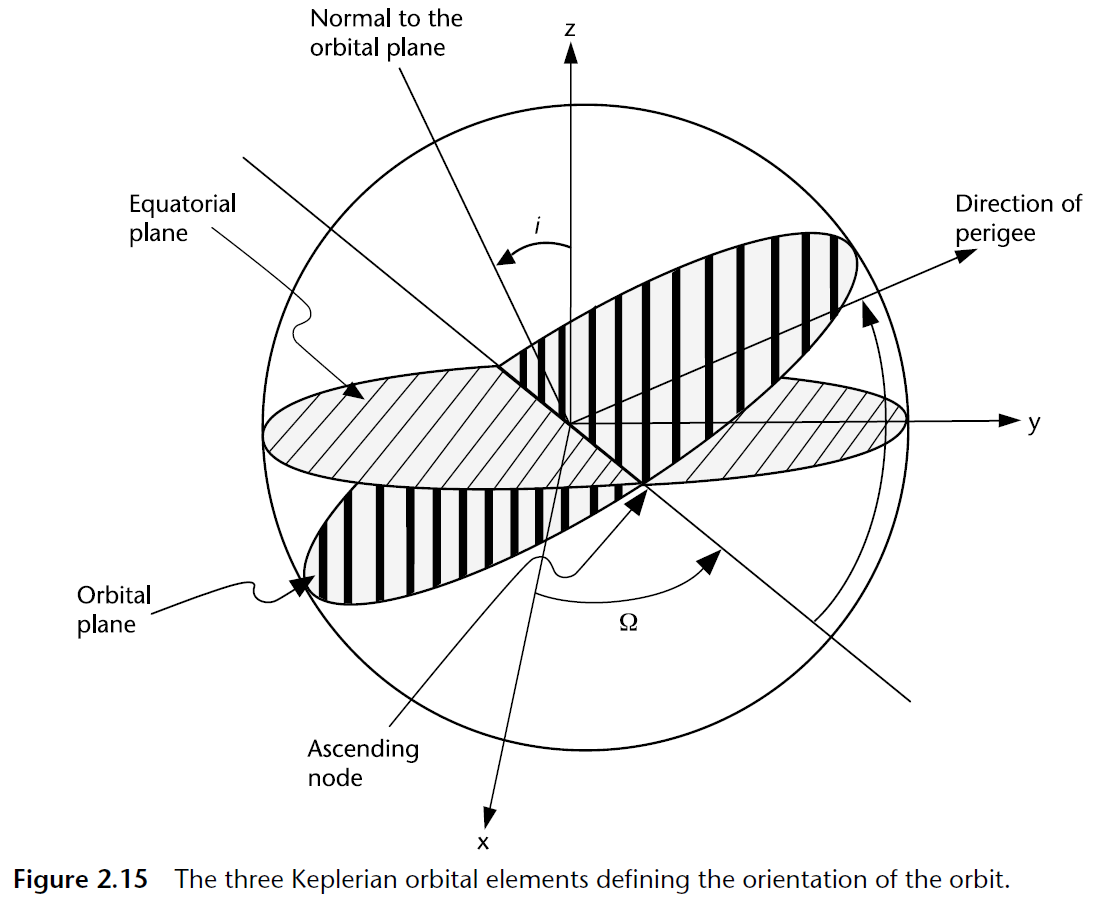 Normal to the
orbital plane
z
Equatorial
plane
i
Direction of
perigee
y
Orbital
plane
Ω
Ascending
node
x
Figure 2.15 The three Keplerian orbital elements defining the orientation of the orbit.